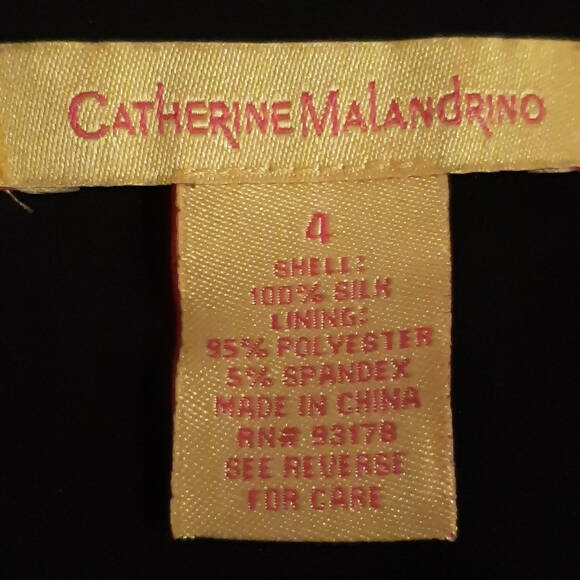 CATHERINE MALANDRINO
4
SHELL:
100% SILK
LINING:
95% POLYESTER
5% SPANDEX
MADE IN CHINA
RN# 93178
SEE REVERSE
FOR CARE